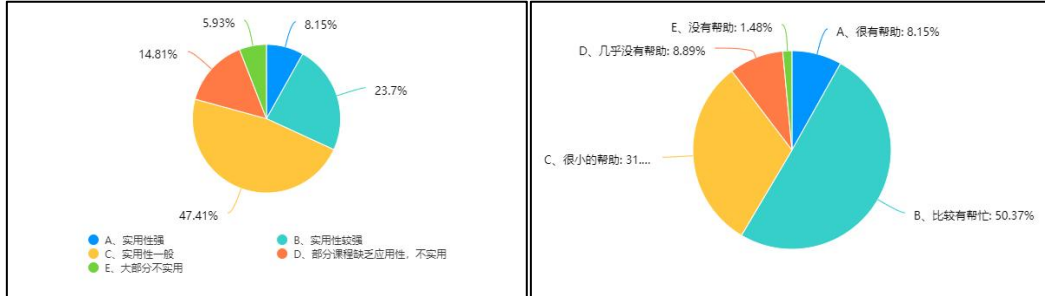 5.93%
8.15%
14.81%
23.7%
47.41%
A、实用性强
B、实用性较强
C、实用性一般
D、部分课程缺乏应用性，不实用
E、大部分不实用
E、没有帮助: 1.48%
A、很有帮助: 8.15%
D、几乎没有帮助: 8.89%
C、很小的帮助: 31....
B、比较有帮忙: 50.37%